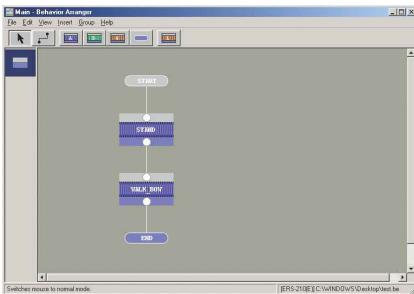 Main - Behavior Arranger
File Edit View Insert Group Help
START
STAND
WALK_BOW
END
Switches mouse to normal mode.
[ERS-210(E)] C:\WINDOWS\Desktop\test.be